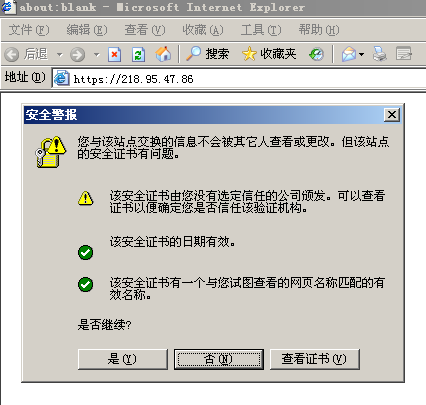 about:blank - Microsoft Internet Explorer
文件(F) 编辑(E) 查看(V) 收藏(A) 工具(T) 帮助(H)
后退 搜索 收藏夹
地址(D) https://218.95.47.86
安全警报
您与该站点交换的信息不会被其它人查看或更改。但该站点
的安全证书有问题。
该安全证书由您没有选定信任的公司颁发。可以查看
证书以便确定您是否信任该验证机构。
该安全证书的日期有效。
该安全证书有一个与您试图查看的网页名称匹配的有
效名称。
是否继续?
是(Y) 否(N) 查看证书(V)